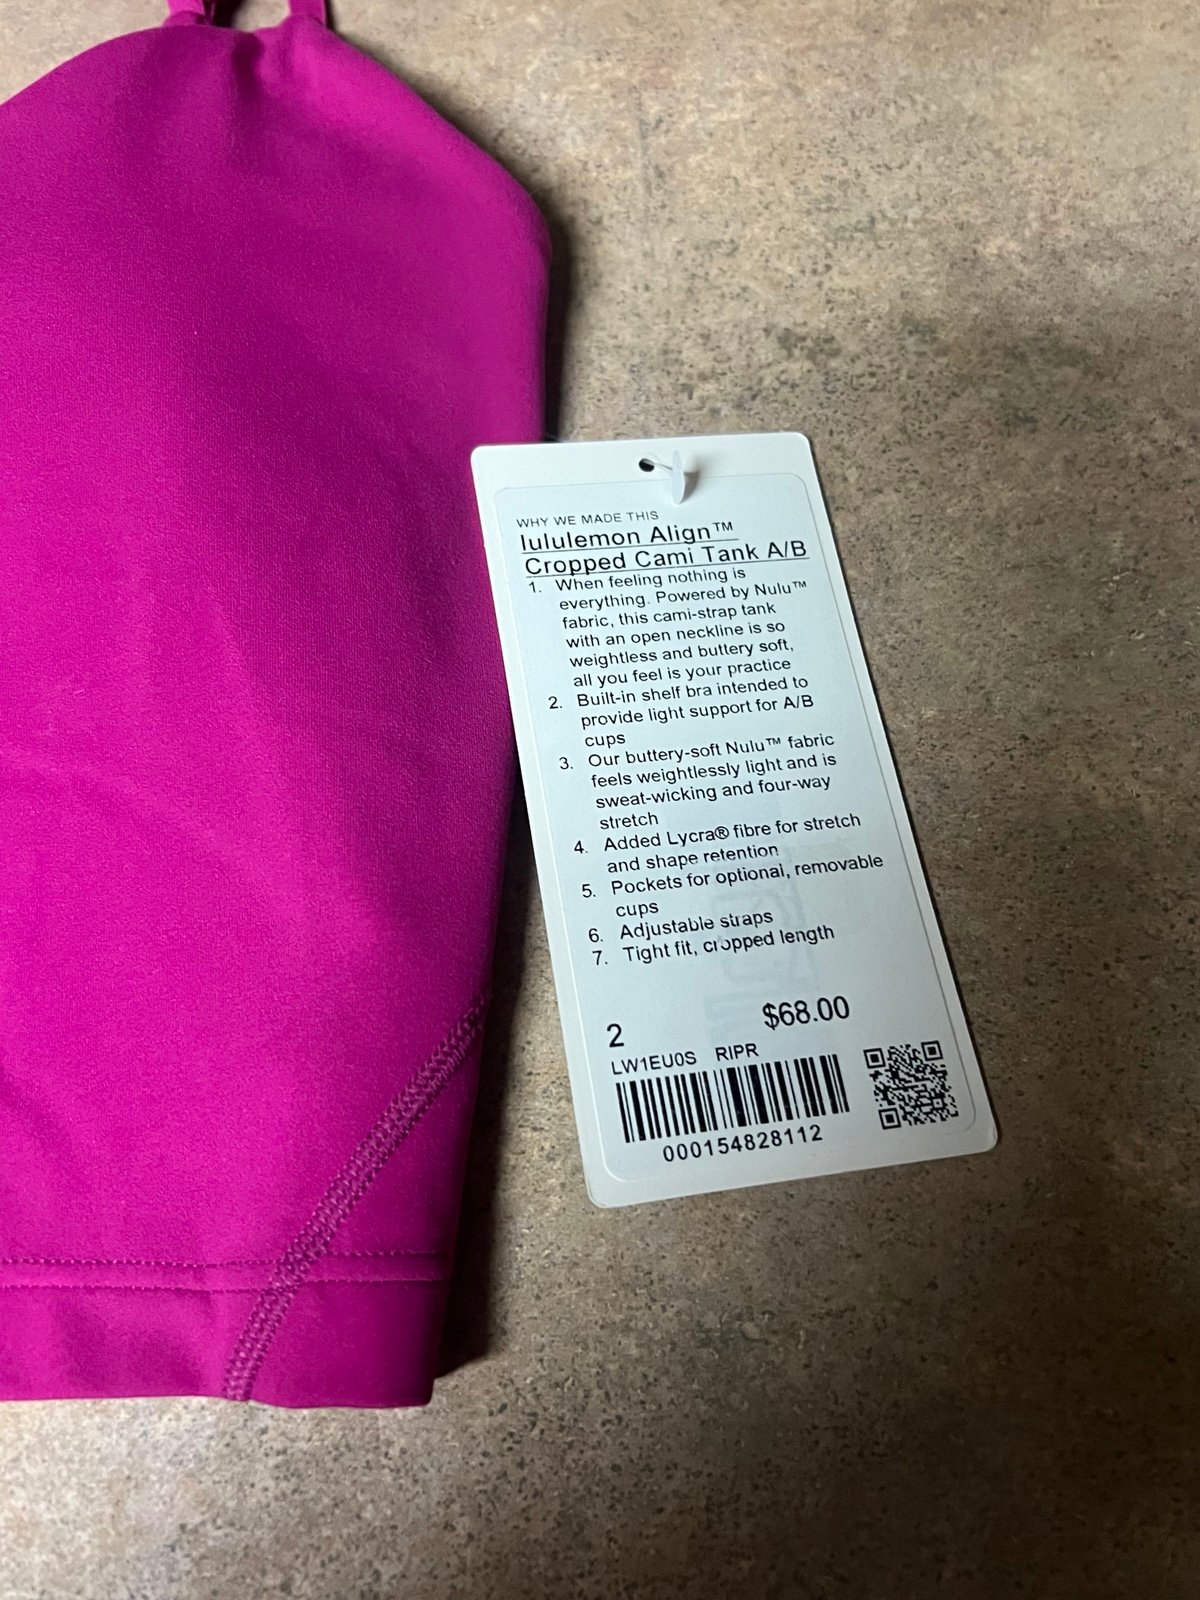 WHY WE MADE THIS
lululemon Align™
Cropped Cami Tank A/B
1. When feeling nothing is
everything. Powered by Nulu™
fabric, this cami-strap tank
with an open neckline is so
weightless and buttery soft,
all you feel is your practice
2. Built-in shelf bra intended to
provide light support for A/B
cups
3. Our buttery-soft Nulu™ fabric
feels weightlessly light and is
sweat-wicking and four-way
stretch
4. Added Lycra® fibre for stretch
and shape retention
5. Pockets for optional, removable
cups
6. Adjustable straps
7. Tight fit, cropped length
2 $68.00
LW1EU0S RIPR
000154828112